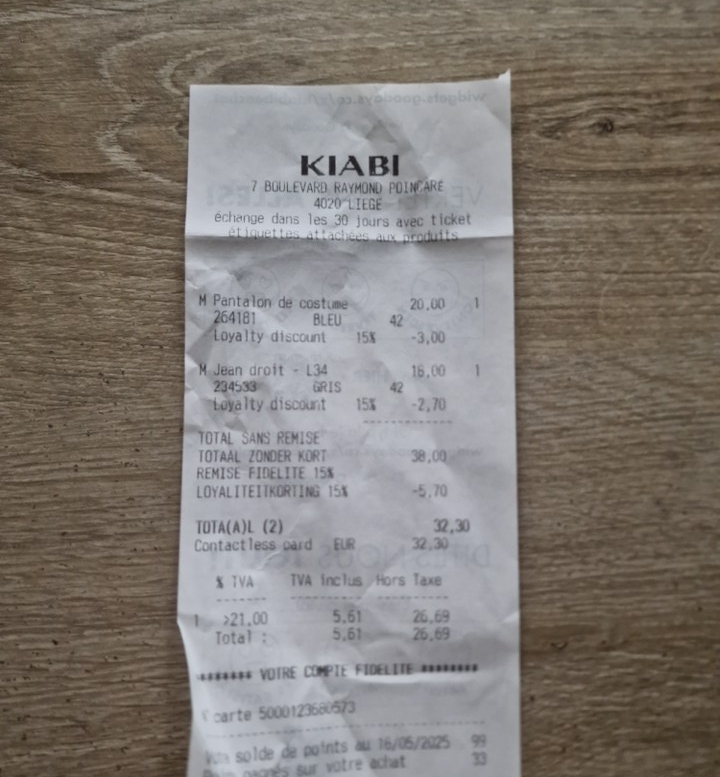 KIABI
7 BOULEVARD RAYMOND POINCARE
4020 LIEGE
échange dans les 30 jours avec ticket
étiquettes attachées aux produits
M Pantalon de costume 20,00 1
264181 BLEU 42
Loyalty discount 15% -3,00
M Jean droit - L34 18,00 1
234533 GRIS 42
Loyalty discount 15% -2,70
------------
TOTAL SANS REMISE
TOTAAL ZONDER KORT 38,00
REMISE FIDELITE 15%
LOYALITEITKORTING 15% -5,70
TOTA(A)L (2) 32,30
Contactless card EUR 32,30
% TVA TVA Inclus Hors Taxe
------- ---------- ---------
1 >21,00 5,61 26,69
Total : 5,61 26,69
******** VOTRE COMPTE FIDELITE ********
carte 5000123680573
solde de points au 16/05/2025 99
gagnés sur votre achat 33